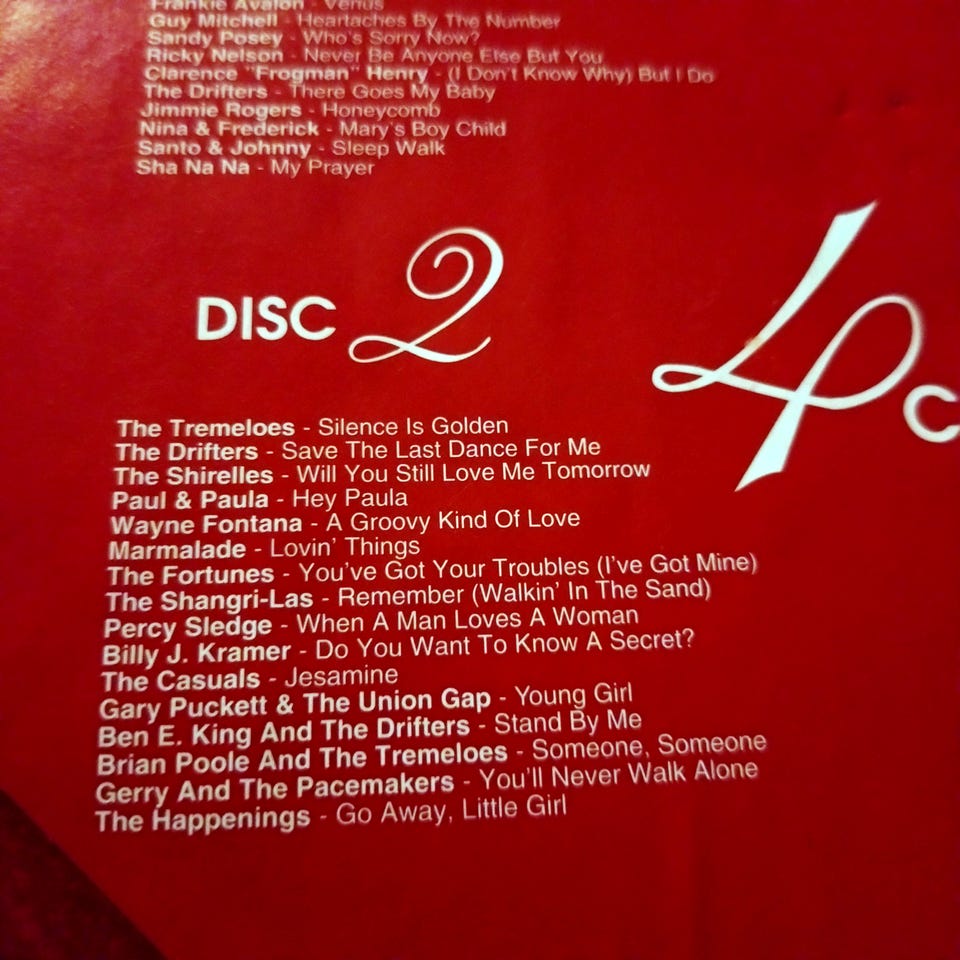 Frankie Avalon - Venus
Guy Mitchell - Heartaches By The Number
Sandy Posey - Who's Sorry Now?
Ricky Nelson - Never Be Anyone Else But You
Clarence "Frogman" Henry - (I Don't Know Why) But I Do
The Drifters - There Goes My Baby
Jimmie Rogers - Honeycomb
Nina & Frederick - Mary's Boy Child
Santo & Johnny - Sleep Walk
Sha Na Na - My Prayer
DISC 2
4 C
The Tremeloes - Silence Is Golden
The Drifters - Save The Last Dance For Me
The Shirelles - Will You Still Love Me Tomorrow
Paul & Paula - Hey Paula
Wayne Fontana - A Groovy Kind Of Love
Marmalade - Lovin' Things
The Fortunes - You've Got Your Troubles (I've Got Mine)
The Shangri-Las - Remember (Walkin' In The Sand)
Percy Sledge - When A Man Loves A Woman
Billy J. Kramer - Do You Want To Know A Secret?
The Casuals - Jesamine
Gary Puckett & The Union Gap - Young Girl
Ben E. King And The Drifters - Stand By Me
Brian Poole And The Tremeloes - Someone, Someone
Gerry And The Pacemakers - You'll Never Walk Alone
The Happenings - Go Away, Little Girl